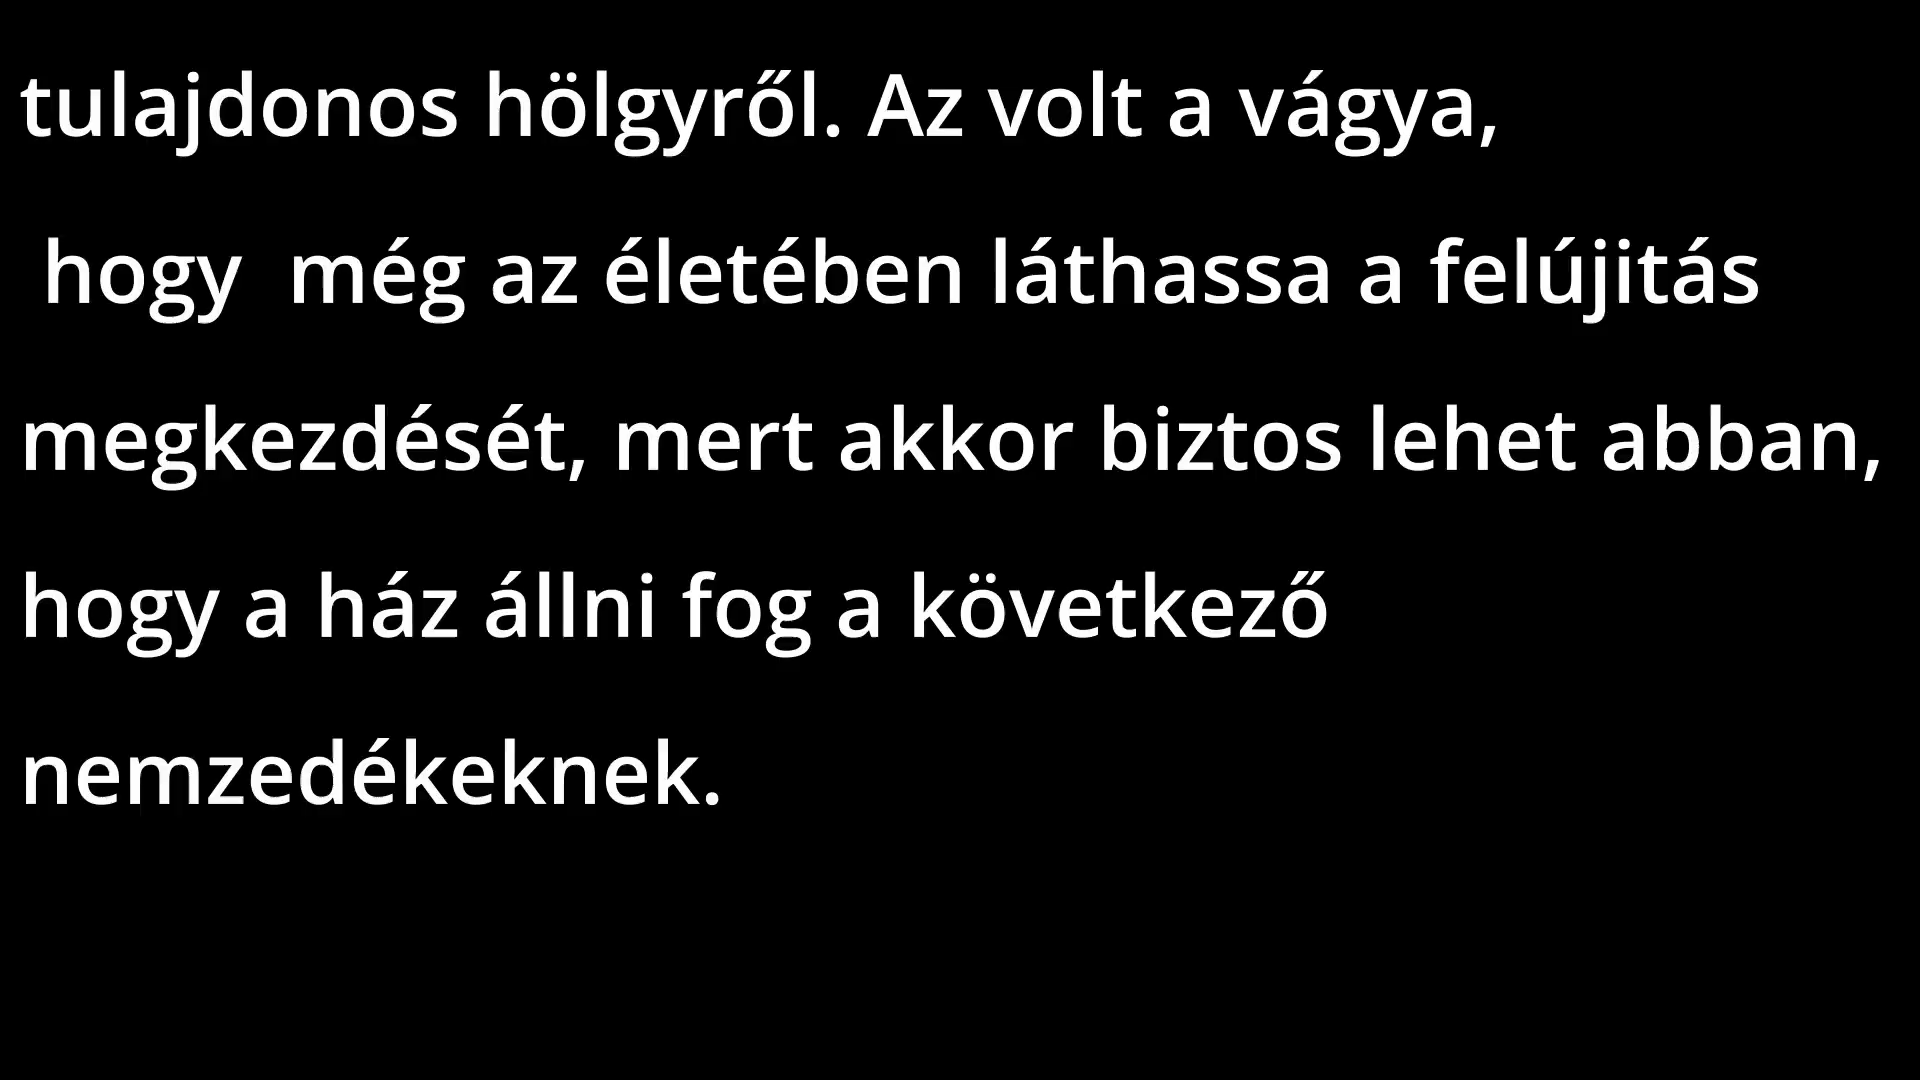 tulajdonos hölgyről. Az volt a vágya,
hogy  még az életében láthassa a felújitás
megkezdését, mert akkor biztos lehet abban,
hogy a ház állni fog a következő
nemzedékeknek.